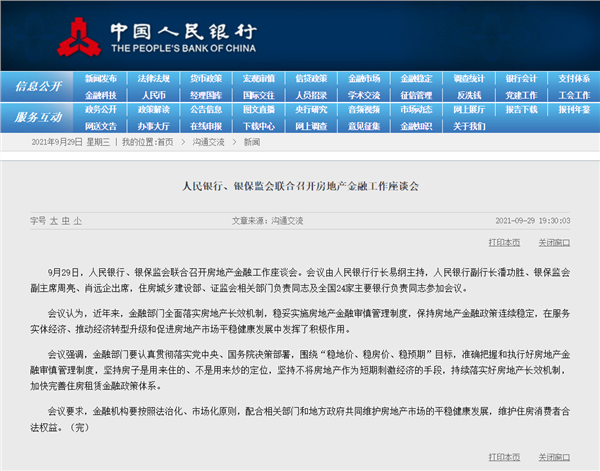 中国人民银行
THE PEOPLE'S BANK OF CHINA
信息公开 新闻发布 法律法规 货币政策 宏观审慎 信贷政策 金融市场 金融稳定 调查统计 银行会计 支付体系
金融科技 人民币 经理国库 国际交往 人员招录 学术交流 征信管理 反洗钱 党建工作 工会工作
服务互动 政务公开 政策解读 公告信息 图文直播 央行研究 音频视频 市场动态 网上展厅 报告下载 报刊年鉴
网送文告 办事大厅 在线申报 下载中心 网上调查 意见征集 金融知识 关于我们
2021年9月29日 星期三 | 我的位置:首页 > 沟通交流 > 新闻
人民银行、银保监会联合召开房地产金融工作座谈会
字号 大 中 小 文章来源：沟通交流 2021-09-29 19:30:03
打印本页 关闭窗口
9月29日，人民银行、银保监会联合召开房地产金融工作座谈会。会议由人民银行行长易纲主持，人民银行副行长潘功胜、银保监会
副主席周亮、肖远企出席，住房城乡建设部、证监会相关部门负责同志及全国24家主要银行负责同志参加会议。
会议认为，近年来，金融部门全面落实房地产长效机制，稳妥实施房地产金融审慎管理制度，保持房地产金融政策连续稳定，在服务
实体经济、推动经济转型升级和促进房地产市场平稳健康发展中发挥了积极作用。
会议强调，金融部门要认真贯彻落实党中央、国务院决策部署，围绕“稳地价、稳房价、稳预期”目标，准确把握和执行好房地产金
融审慎管理制度，坚持房子是用来住的、不是用来炒的定位，坚持不将房地产作为短期刺激经济的手段，持续落实好房地产长效机制，
加快完善住房租赁金融政策体系。
会议要求，金融机构要按照法治化、市场化原则，配合相关部门和地方政府共同维护房地产市场的平稳健康发展，维护住房消费者合
法权益。（完）
打印本页 关闭窗口